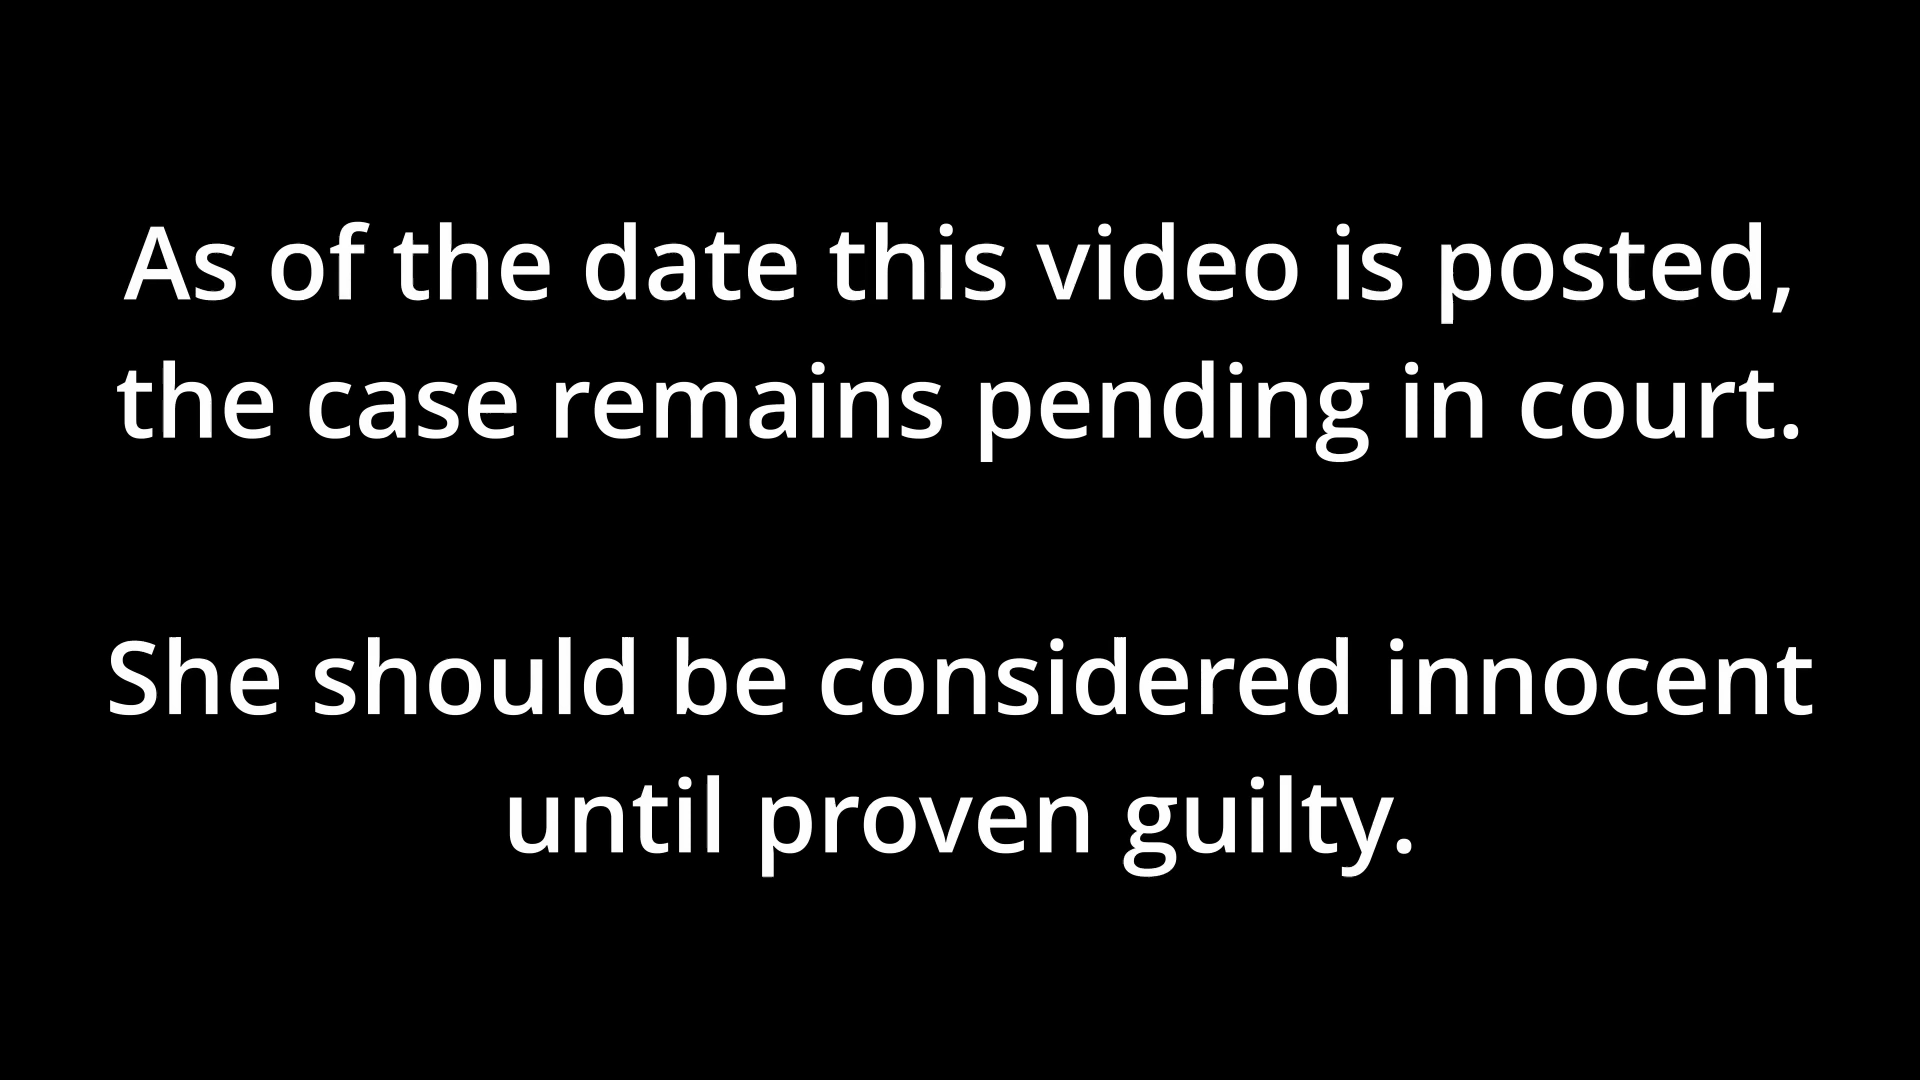 As of the date this video is posted,
the case remains pending in court.
She should be considered innocent
until proven guilty.